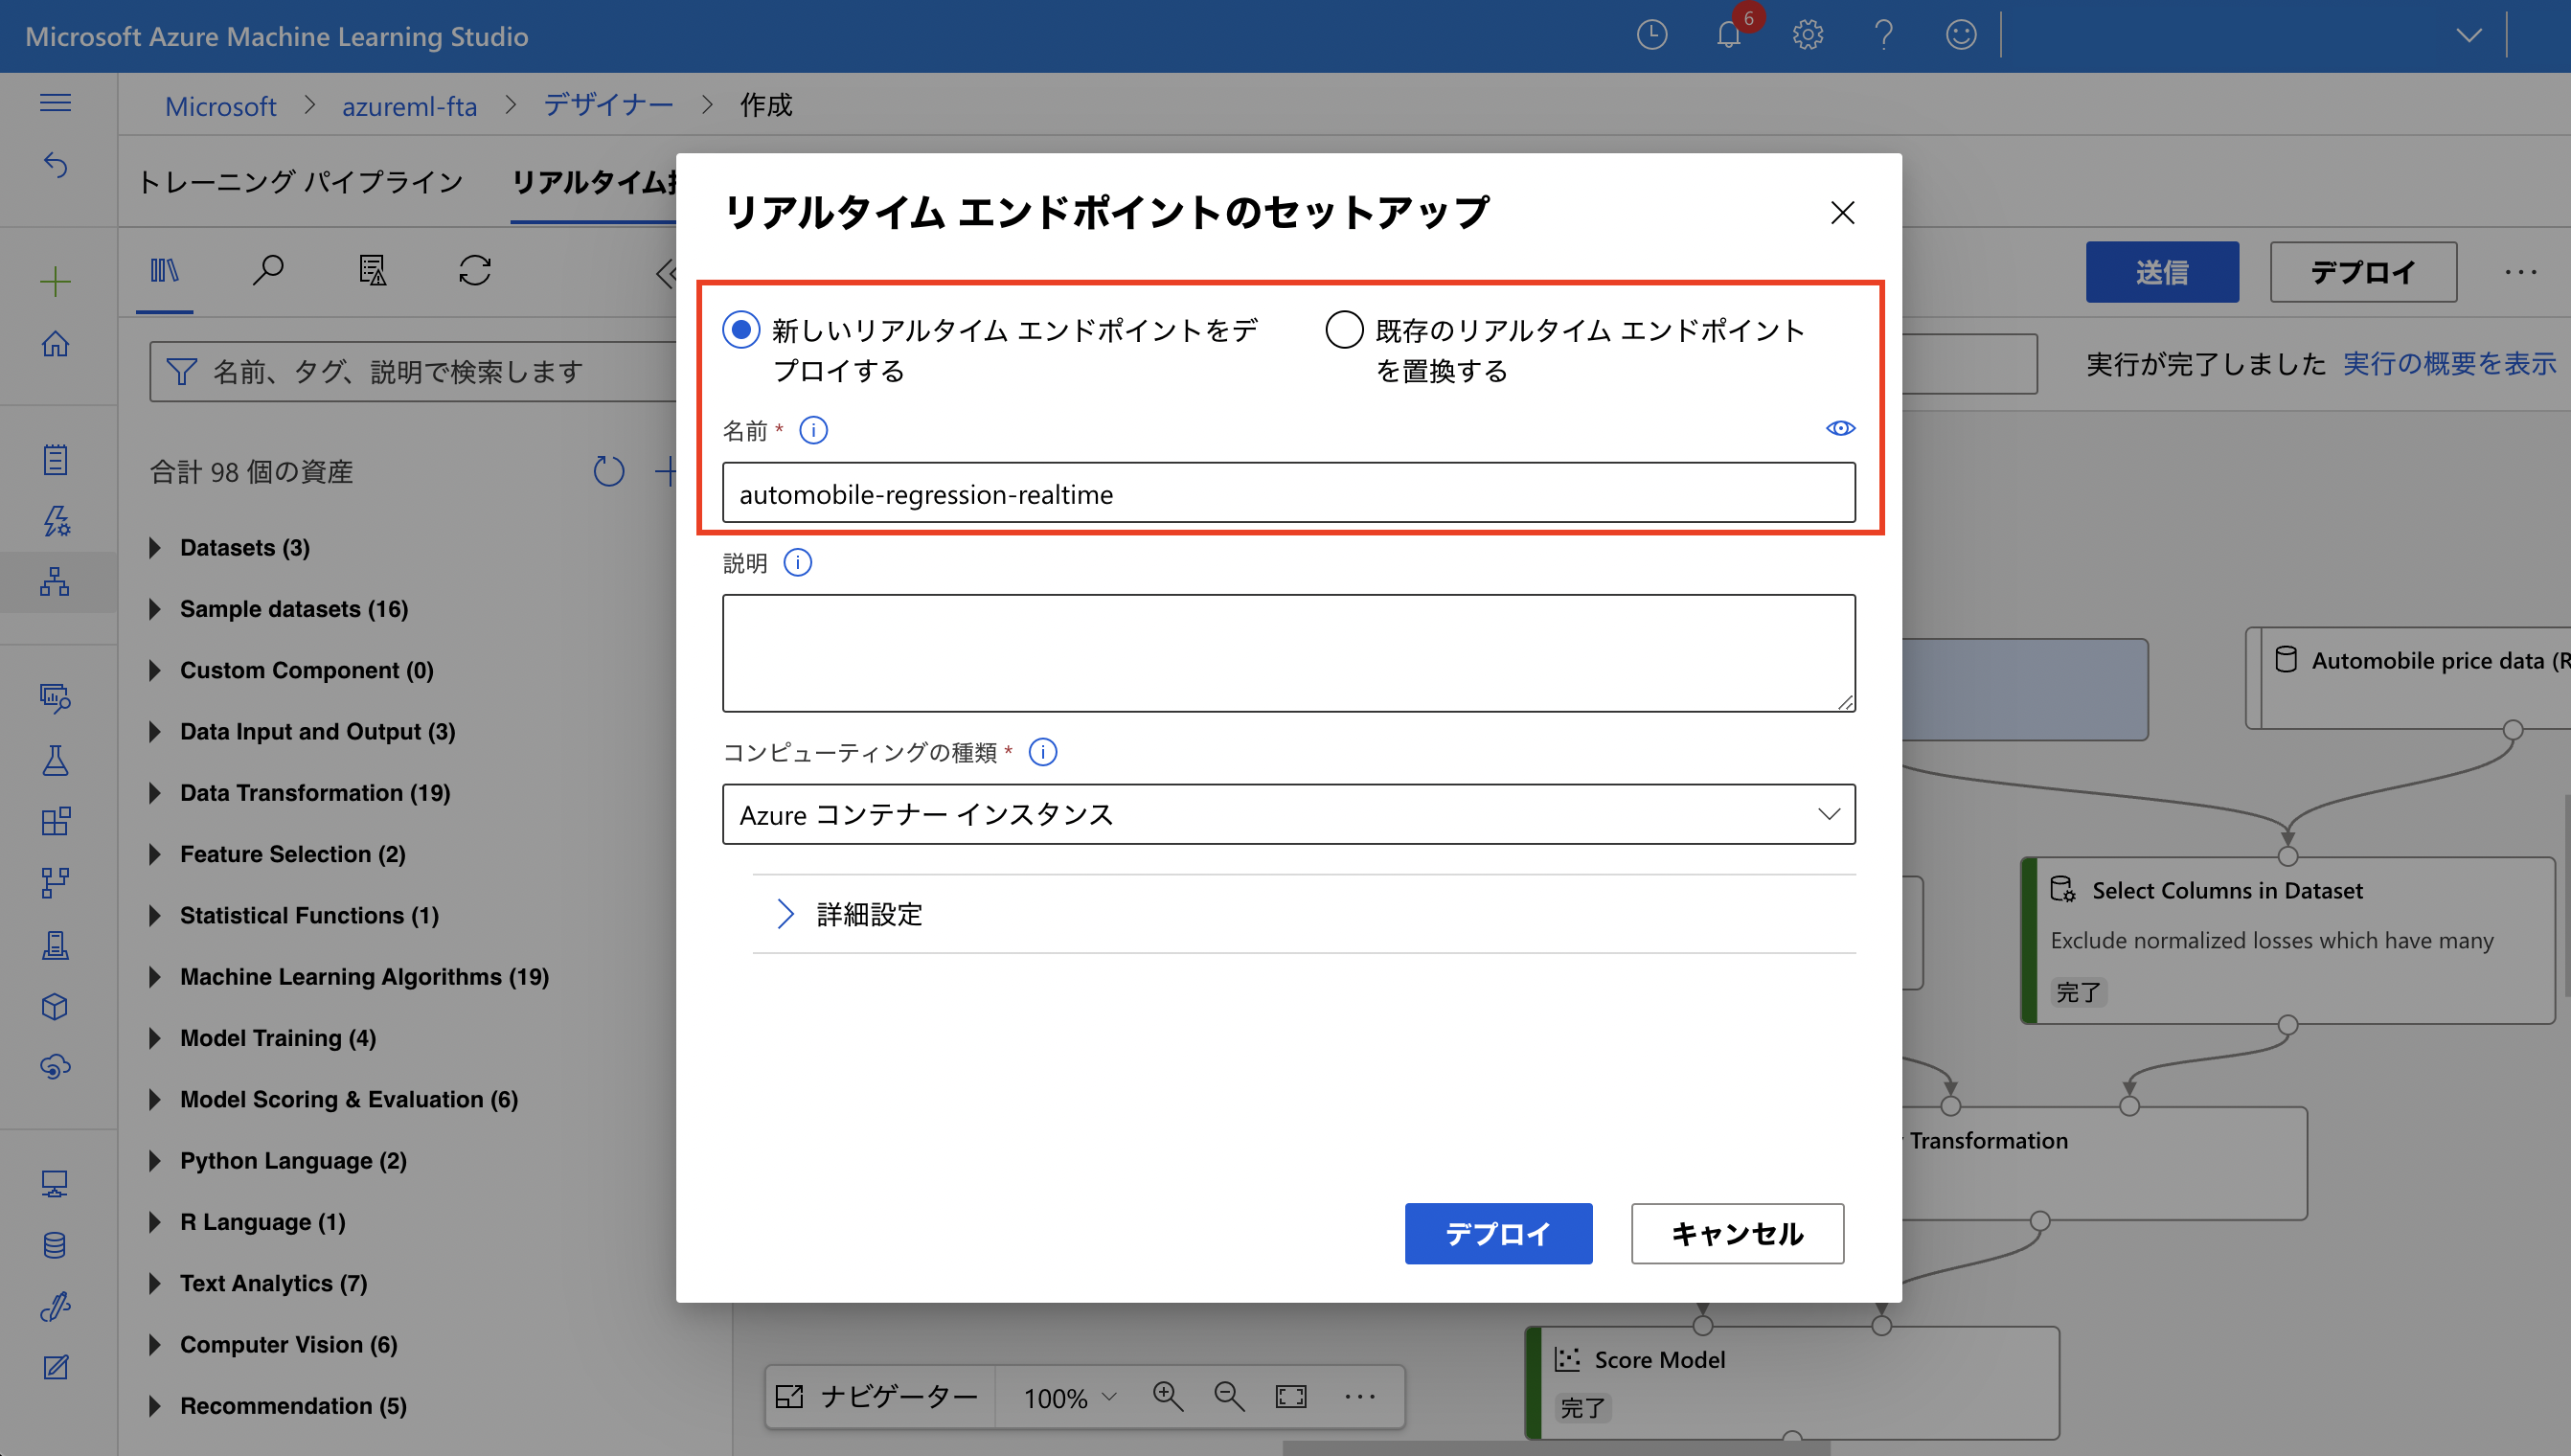 Microsoft Azure Machine Learning Studio
6
Microsoft > azureml-fta > デザイナー > 作成
トレーニング パイプライン
リアルタイム
送信
デプロイ
名前、タグ、説明で検索します
実行が完了しました 実行の概要を表示
合計 98 個の資産
Datasets (3)
Sample datasets (16)
Custom Component (0)
Data Input and Output (3)
Data Transformation (19)
Feature Selection (2)
Statistical Functions (1)
Machine Learning Algorithms (19)
Model Training (4)
Model Scoring & Evaluation (6)
Python Language (2)
R Language (1)
Text Analytics (7)
Computer Vision (6)
Recommendation (5)
リアルタイム エンドポイントのセットアップ
新しいリアルタイム エンドポイントをデ
プロイする
既存のリアルタイム エンドポイント
を置換する
名前 *
automobile-regression-realtime
説明
コンピューティングの種類 *
Azure コンテナー インスタンス
詳細設定
デプロイ
キャンセル
Automobile price data (R
Select Columns in Dataset
Exclude normalized losses which have many
完了
Transformation
Score Model
完了
ナビゲーター
100%